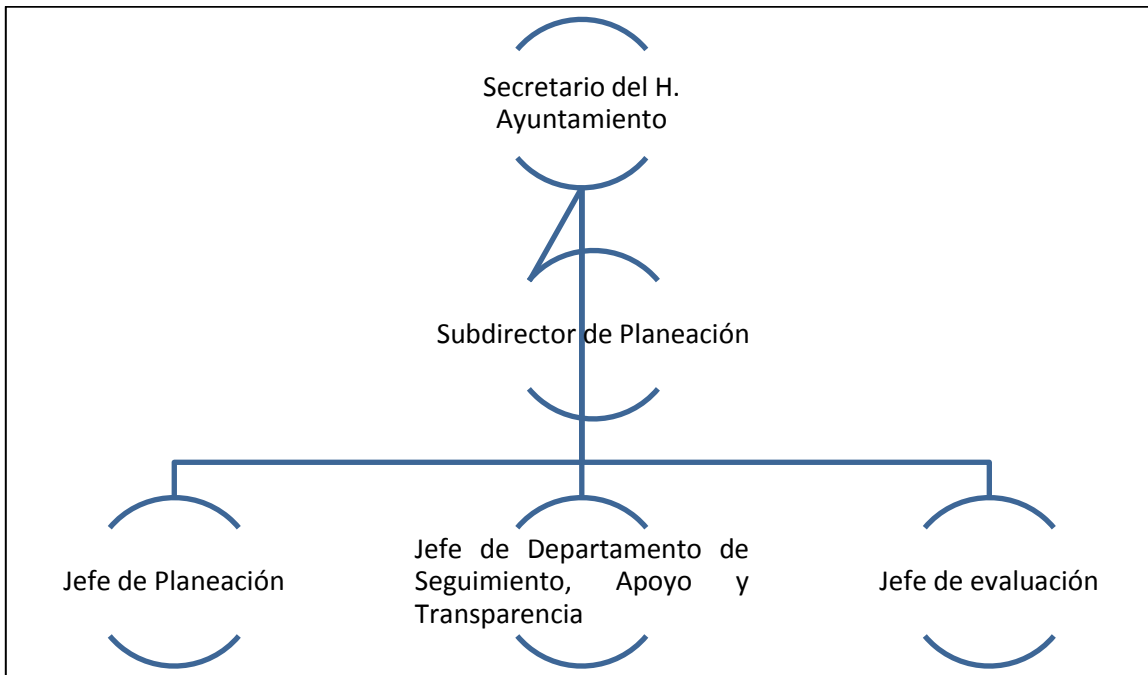 Secretario del H.
Ayuntamiento
Subdirector de Planeación
Jefe de Planeación
Jefe de Departamento de
Seguimiento, Apoyo y
Transparencia
Jefe de evaluación